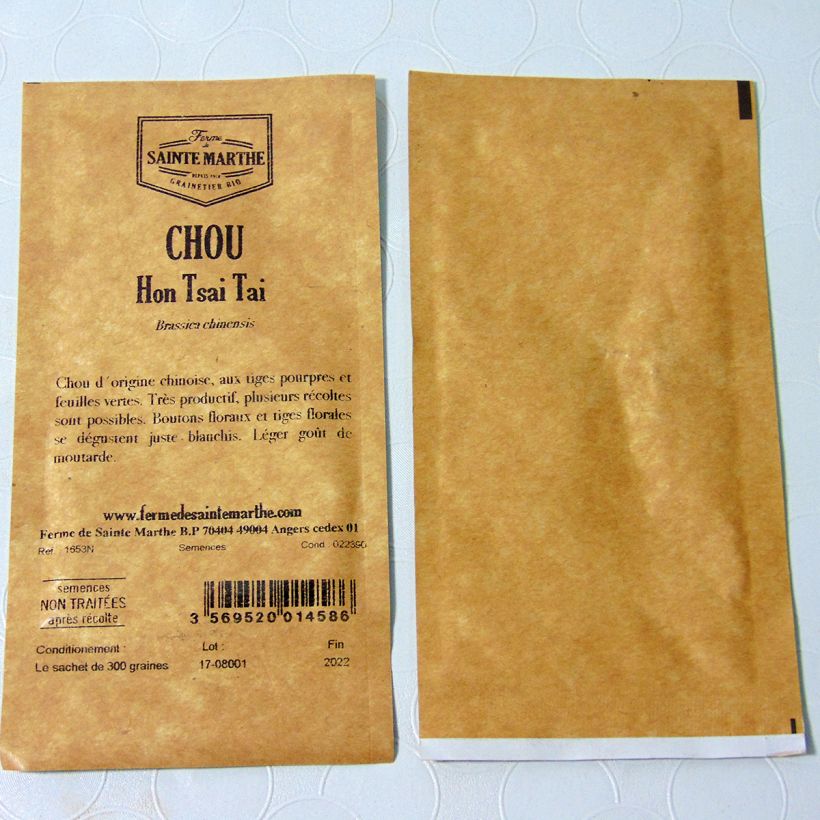 Ferme
de
SAINTE MARTHE
DEPUIS 1974
GRAINETIER BIO
CHOU
Hon Tsai Tai
Brassica chinensis
Chou d'origine chinoise, aux tiges pourpres et
feuilles vertes. Très productif, plusieurs récoltes
sont possibles. Boutons floraux et tiges florales
se dégustent juste blanchis. Léger goût de
moutarde.
www.fermedesaintemarthe.com
Ferme de Sainte Marthe B.P 70404 49004 Angers cedex 01
Ref 1653N Semences Cond 022396
semences
NON TRAITÉES
après récolte
3 569520 014586
Conditionement : Lot : Fin
Le sachet de 300 graines 17-08001 2022